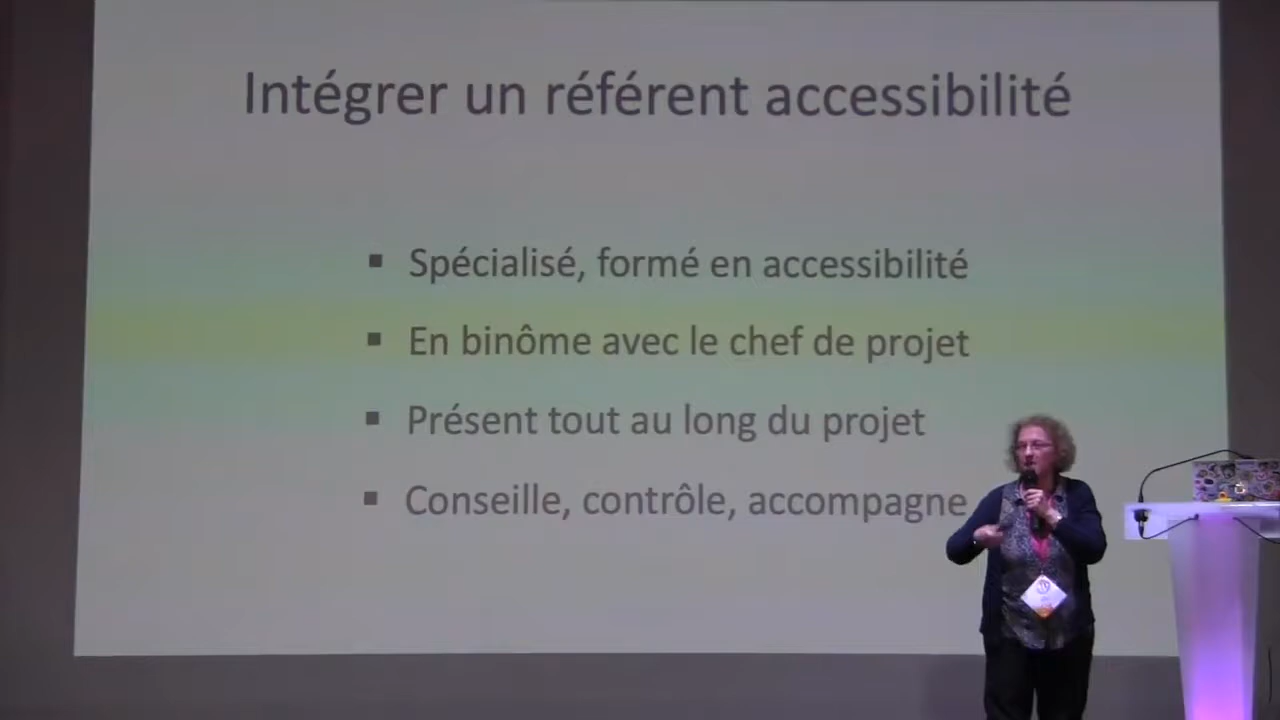 Intégrer un référent accessibilité
▪ Spécialisé, formé en accessibilité
▪ En binôme avec le chef de projet
▪ Présent tout au long du projet
▪ Conseille, contrôle, accompagne